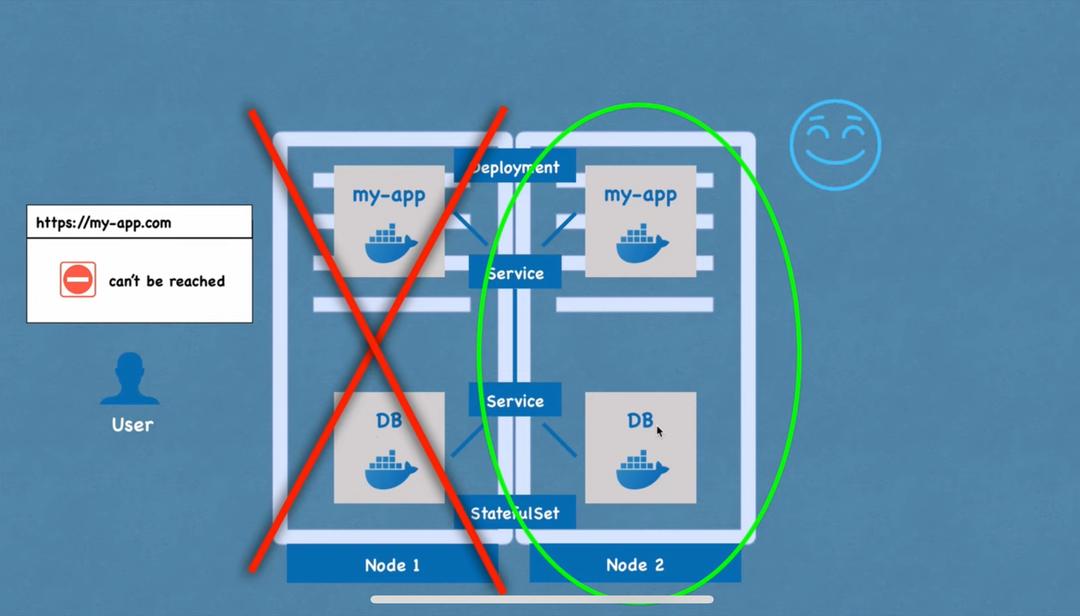 https://my-app.com
can't be reached
User
Deployment
my-app
my-app
Service
Service
DB
DB
StatefulSet
Node 1
Node 2